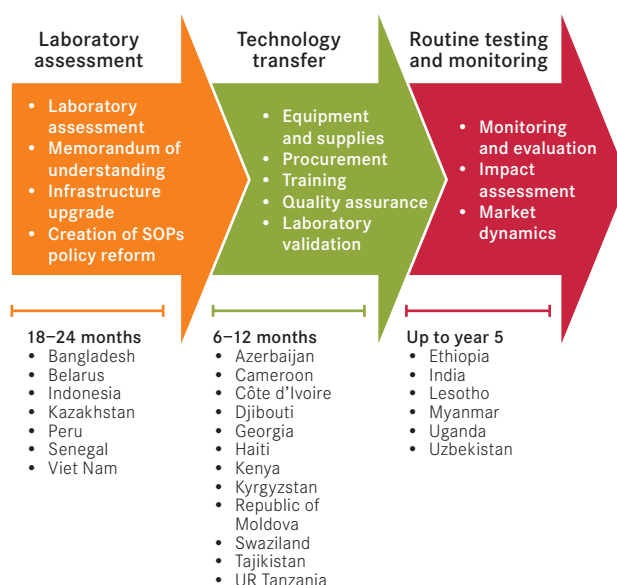 Laboratory
assessment
• Laboratory
assessment
• Memorandum of
understanding
• Infrastructure
upgrade
• Creation of SOPs
policy reform
18–24 months
• Bangladesh
• Belarus
• Indonesia
• Kazakhstan
• Peru
• Senegal
• Viet Nam
Technology
transfer
• Equipment
and supplies
• Procurement
• Training
• Quality assurance
• Laboratory
validation
6–12 months
• Azerbaijan
• Cameroon
• Côte d’Ivoire
• Djibouti
• Georgia
• Haiti
• Kenya
• Kyrgyzstan
• Republic of
Moldova
• Swaziland
• Tajikistan
• UR Tanzania
Routine testing
and monitoring
• Monitoring
and evaluation
• Impact
assessment
• Market
dynamics
Up to year 5
• Ethiopia
• India
• Lesotho
• Myanmar
• Uganda
• Uzbekistan